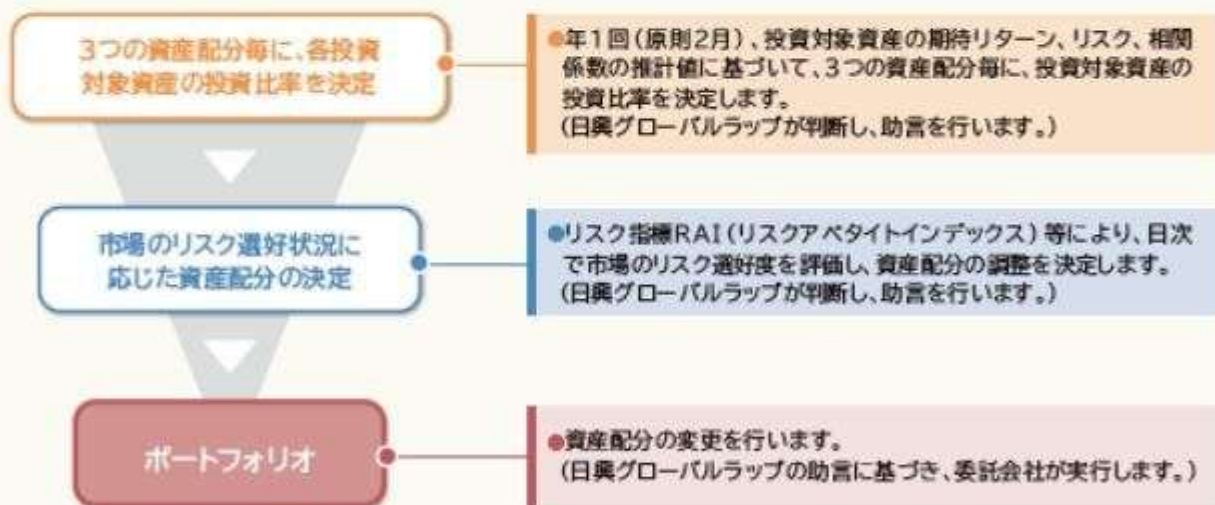 3つの資産配分毎に、各投資
対象資産の投資比率を決定
●年1回(原則2月)、投資対象資産の期待リターン、リスク、相関
係数の推計値に基づいて、3つの資産配分毎に、投資対象資産の
投資比率を決定します。
(日興グローバルラップが判断し、助言を行います。)
市場のリスク選好状況に
応じた資産配分の決定
●リスク指標RAI(リスクアペタイトインデックス)等により、日次
で市場のリスク選好度を評価し、資産配分の調整を決定します。
(日興グローバルラップが判断し、助言を行います。)
ポートフォリオ
●資産配分の変更を行います。
(日興グローバルラップの助言に基づき、委託会社が実行します。)